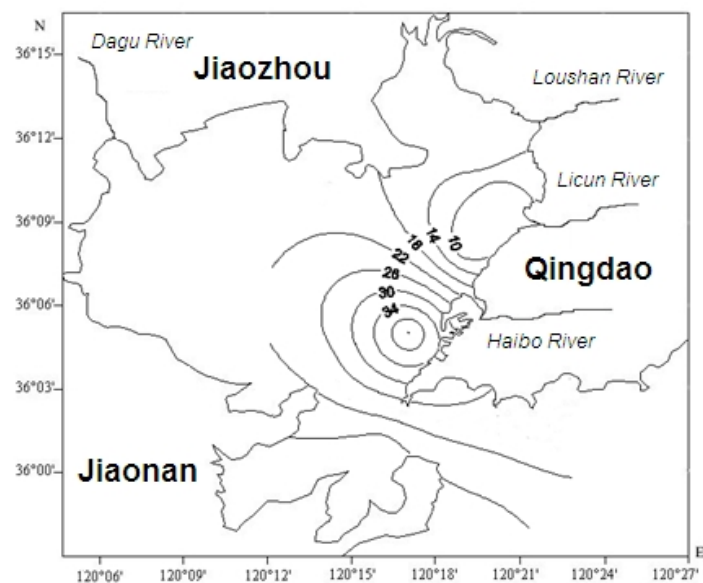 N
Dagu River
36°15'
Jiaozhou
Loushan River
36°12'
Licun River
36°09'
18
14
10
22
Qingdao
26
30
36°06'
34
Haibo River
36°03'
36°00'
Jiaonan
E
120°06'
120°09'
120°12'
120°15'
120°18'
120°21'
120°24'
120°27'